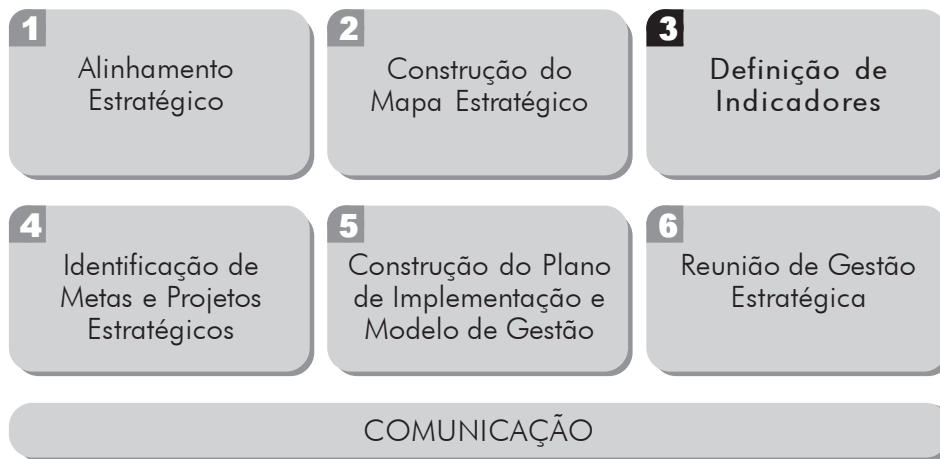 1
Alinhamento
Estratégico
2
Construção do
Mapa Estratégico
3
Definição de
Indicadores
4
Identificação de
Metas e Projetos
Estratégicos
5
Construção do Plano
de Implementação e
Modelo de Gestão
6
Reunião de Gestão
Estratégica
COMUNICAÇÃO